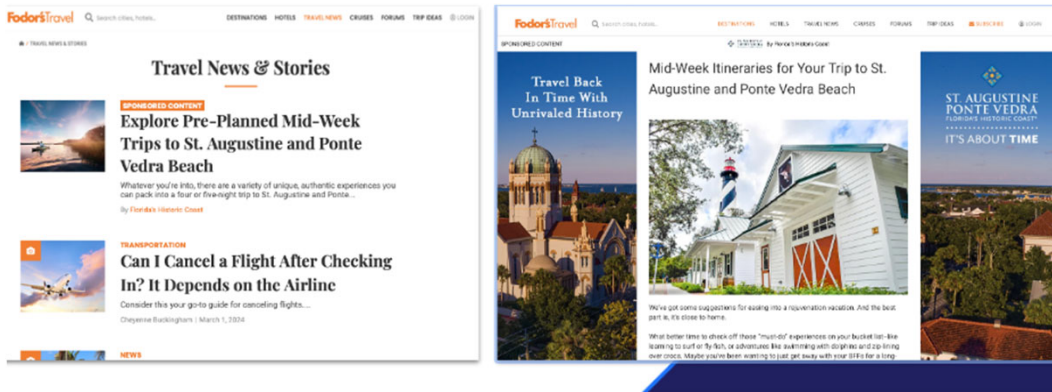 Fodor's Travel
Search cities, hotels..
DESTINATIONS HOTELS TRAVEL NEWS CRUISES FORUMS TRIP IDEAS LOGIN
/ TRAVEL NEWS & STORIES
Travel News & Stories
SPONSORED CONTENT
Explore Pre-Planned Mid-Week
Trips to St. Augustine and Ponte
Vedra Beach
Whatever you're into, there are a variety of unique, authentic experiences you
can pack into a four or five-night trip to St. Augustine and Ponte...
By Florida's Historic Coast
TRANSPORTATION
Can I Cancel a Flight After Checking
In? It Depends on the Airline
Consider this your go-to guide for canceling flights....
Cheyenne Buckingham | March 1, 2024
NEWS
Fodor's Travel
Search cities, hotels..
DESTINATIONS HOTELS TRAVEL NEWS CRUISES FORUMS TRIP IDEAS SUBSCRIBE LOGIN
SPONSORED CONTENT
By Florida's Historic Coast
Travel Back
In Time With
Unrivaled History
Mid-Week Itineraries for Your Trip to St.
Augustine and Ponte Vedra Beach
ST. AUGUSTINE
PONTE VEDRA
FLORIDA'S HISTORIC COAST
IT'S ABOUT TIME
We've got some suggestions for easing into a rejuvenation vacation. And the best
part is, it's close to home.
What better time to check off those "must-do" experiences on your bucket list–like
learning to surf or fly-fish, or adventures like swimming with dolphins and zip-lining
over crocs. Maybe you've been wanting to just get away with your BFFs for a long-